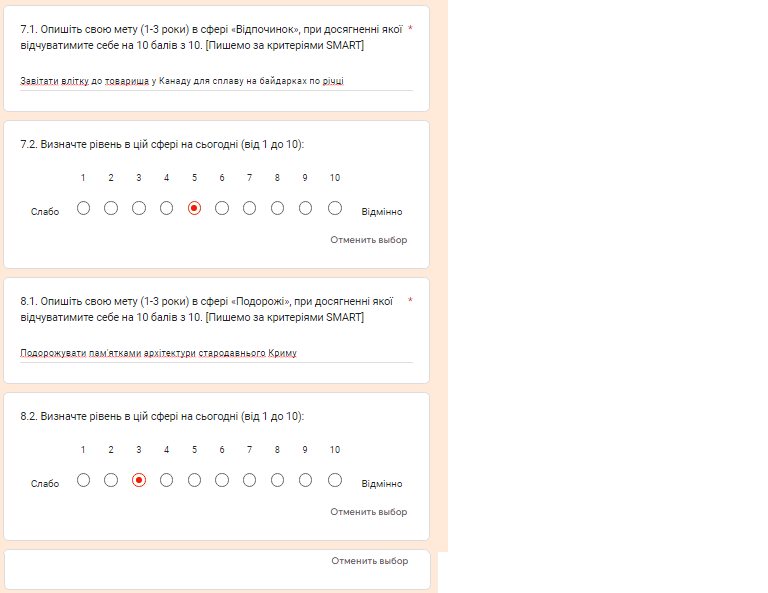 7.1. Опишіть свою мету (1-3 роки) в сфері «Відпочинок», при досягненні якої *
відчуватимите себе на 10 балів з 10. [Пишемо за критеріями SMART]
Завітати влітку до товариша у Канаду для сплаву на байдарках по річці
7.2. Визначте рівень в цій сфері на сьогодні (від 1 до 10):
1 2 3 4 5 6 7 8 9 10
Слабо Відмінно
Отменить выбор
8.1. Опишіть свою мету (1-3 роки) в сфері «Подорожі», при досягненні якої *
відчуватимите себе на 10 балів з 10. [Пишемо за критеріями SMART]
Подорожувати пам'ятками архітектури стародавнього Криму
8.2. Визначте рівень в цій сфері на сьогодні (від 1 до 10):
1 2 3 4 5 6 7 8 9 10
Слабо Відмінно
Отменить выбор
Отменить выбор